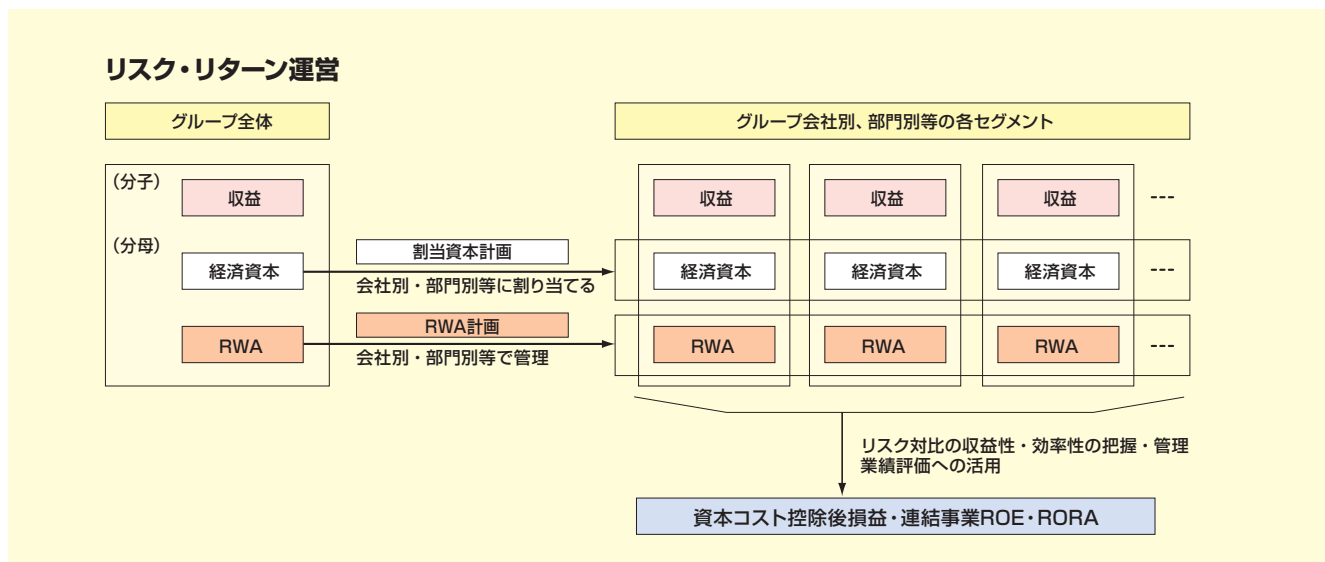 リスク・リターン運営
グループ全体
グループ会社別、部門別等の各セグメント
(分子)
収益
収益
収益
収益
---
(分母)
経済資本
割当資本計画
会社別・部門別等に割り当てる
経済資本
経済資本
経済資本
---
RWA
RWA計画
会社別・部門別等で管理
RWA
RWA
RWA
---
リスク対比の収益性・効率性の把握・管理
業績評価への活用
資本コスト控除後損益・連結事業ROE・RORA